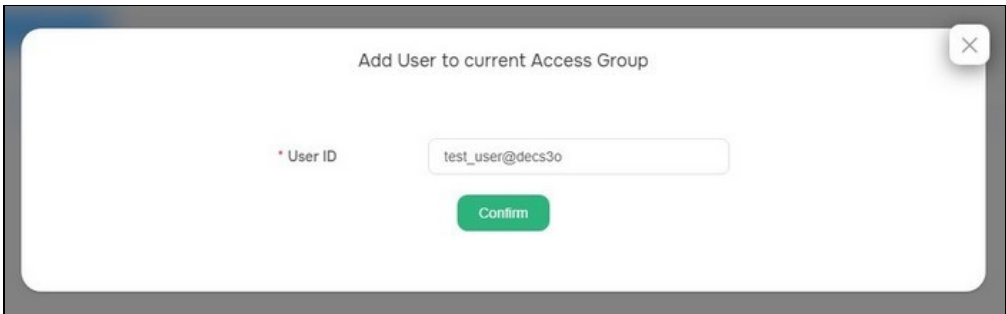 Add User to current Access Group
* User ID
test_user@decs3o
Confirm